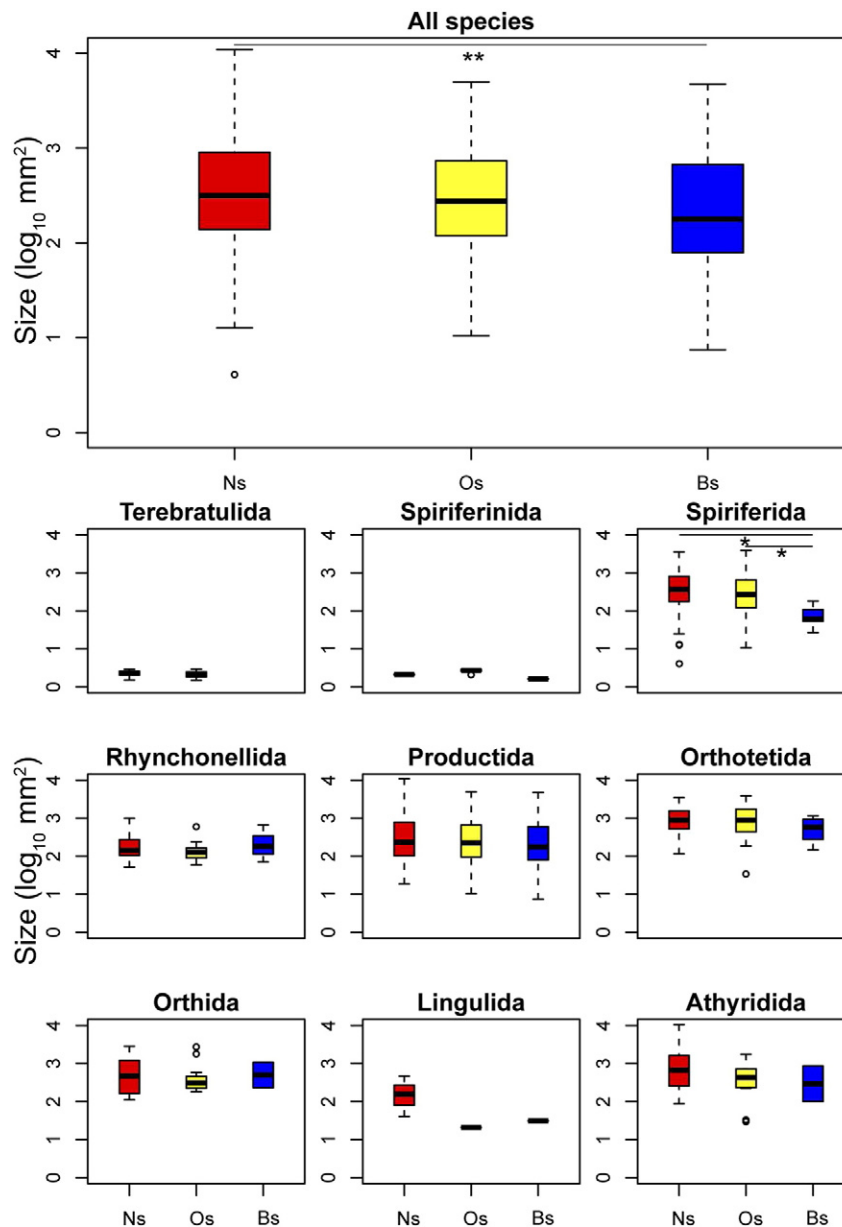 All species
**
Size (log₁₀ mm²)
4
3
2
1
0
Ns Os Bs
Terebratulida Spiriferinida Spiriferida
4 4 4
* *
3 3 3
2 2 2
1 1 1
0 0 0
Rhynchonellida Productida Orthotetida
4 4 4
3 3 3
2 2 2
1 1 1
0 0 0
Size (log₁₀ mm²)
Orthida Lingulida Athyridida
4 4 4
3 3 3
2 2 2
1 1 1
0 0 0
Ns Os Bs Ns Os Bs Ns Os Bs